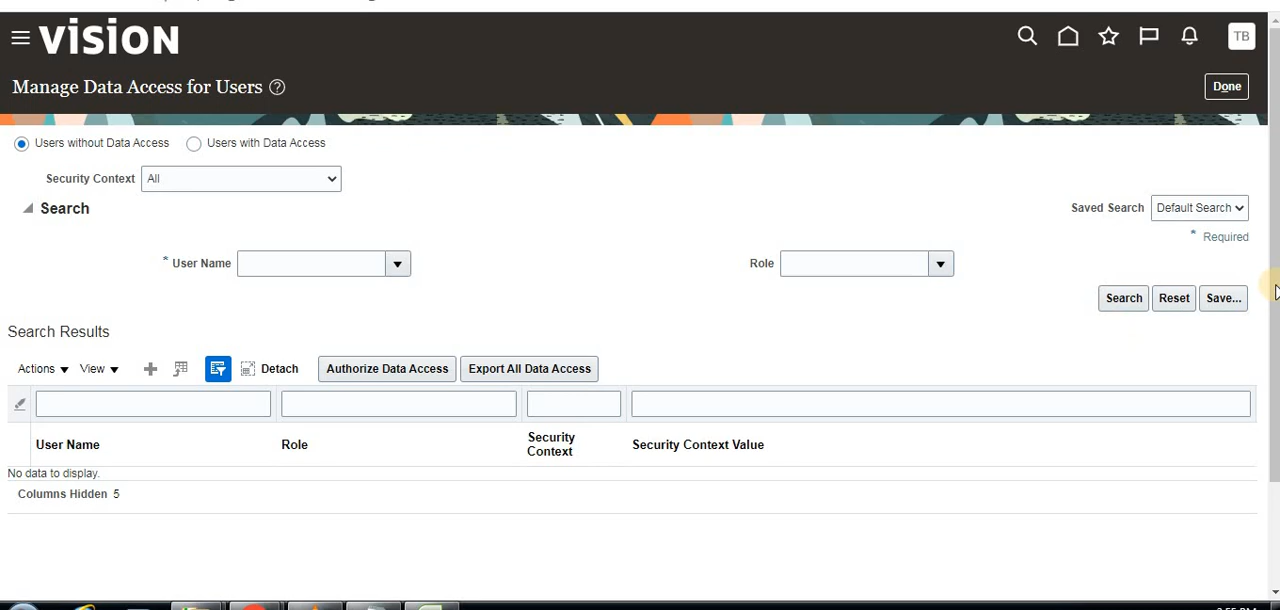 VISION
TB
Manage Data Access for Users ?
Done
Users without Data Access Users with Data Access
Security Context All
Search
Saved Search Default Search
* Required
* User Name
Role
Search Reset Save...
Search Results
Actions View Detach Authorize Data Access Export All Data Access
User Name Role Security Context Security Context Value
No data to display.
Columns Hidden 5